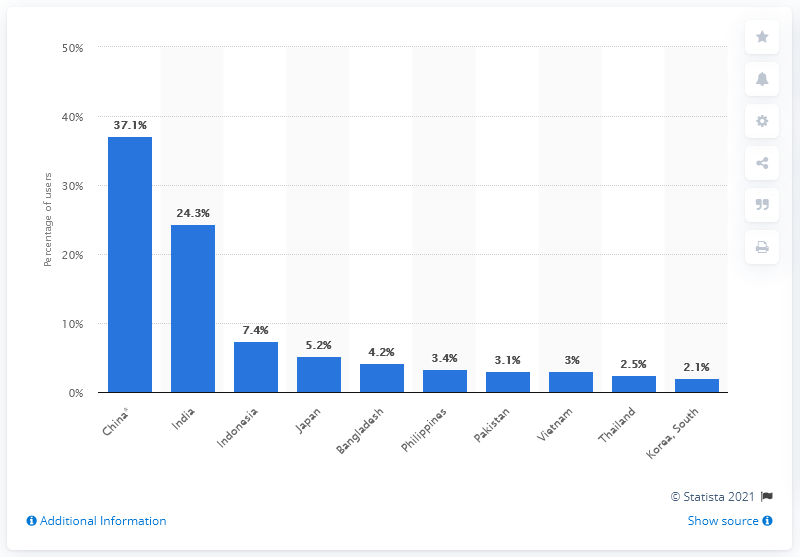 50%
40%
30%
20%
10%
0%
Percentage of users
37.1%
24.3%
7.4%
5.2%
4.2%
3.4%
3.1%
3%
2.5%
2.1%
China*
India
Indonesia
Japan
Bangladesh
Philippines
Pakistan
Vietnam
Thailand
Korea, South
© Statista 2021
Additional Information
Show source